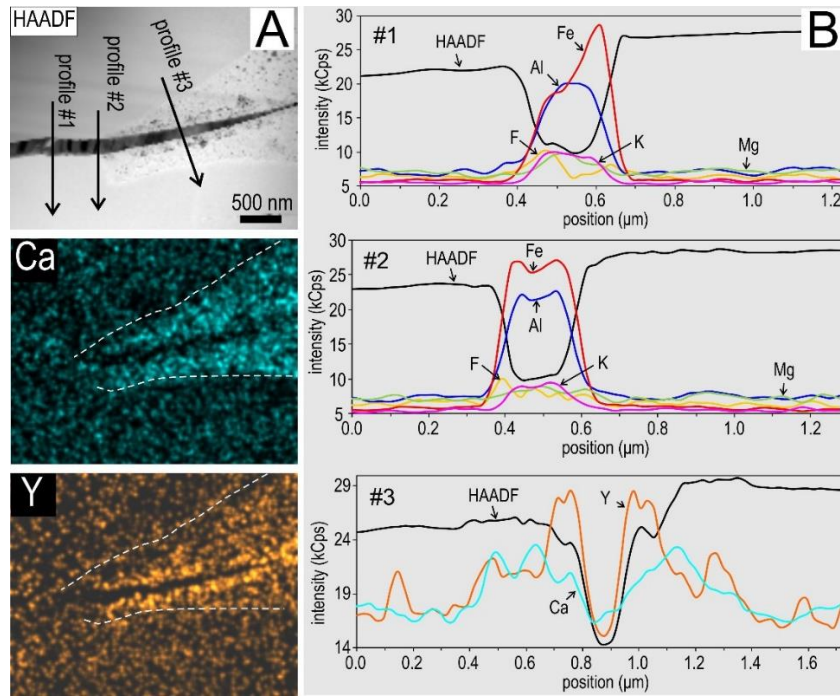 HAADF
A
profile #1
profile #2
profile #3
500 nm
Ca
Y
B
#1
HAADF
Fe
Al
F
K
Mg
intensity (kCps)
30
25
20
15
10
5
0.0 0.2 0.4 0.6 0.8 1.0 1.2
position (µm)
#2
HAADF
Fe
Al
F
K
Mg
intensity (kCps)
30
25
20
15
10
5
0.0 0.2 0.4 0.6 0.8 1.0 1.2
position (µm)
#3
HAADF
Y
Ca
intensity (kCps)
29
24
19
14
0.0 0.2 0.4 0.6 0.8 1.0 1.2 1.4 1.6
position (µm)